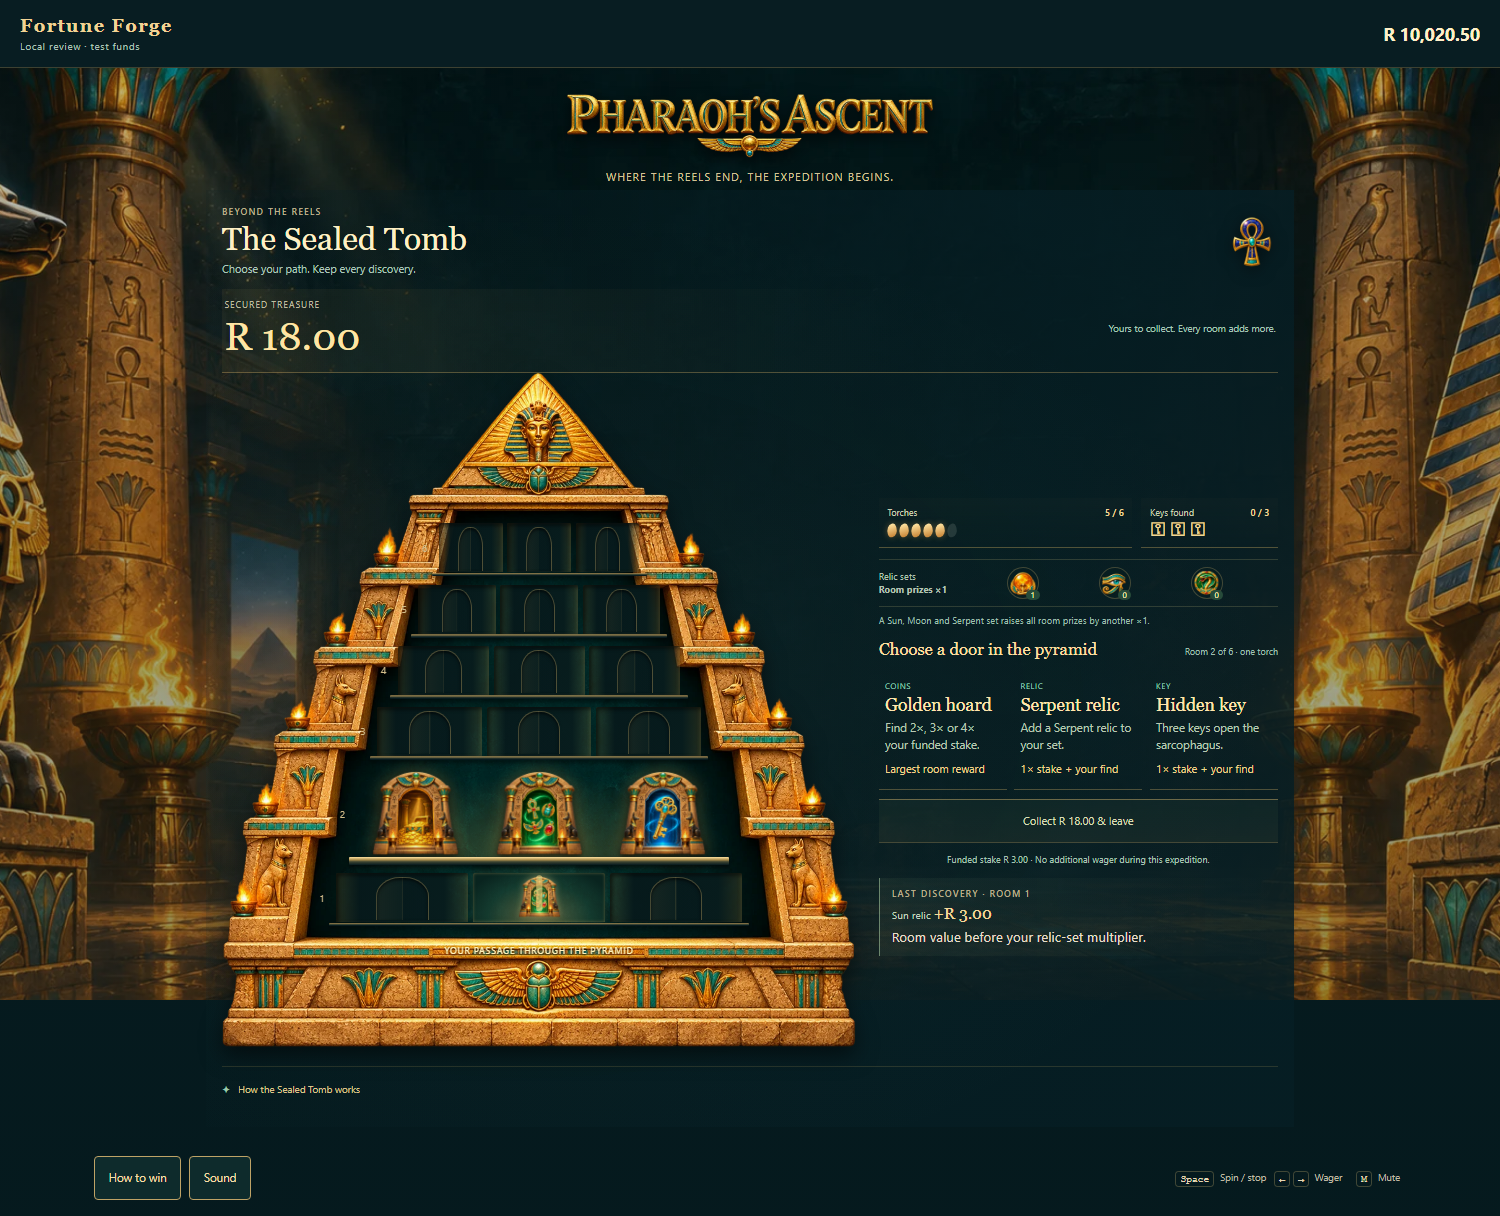 Fortune Forge
Local review · test funds
R 10,020.50
PHARAOH'S ASCENT
WHERE THE REELS END, THE EXPEDITION BEGINS.
BEYOND THE REELS
The Sealed Tomb
Choose your path. Keep every discovery.
SECURED TREASURE
R 18.00
Yours to collect. Every room adds more.
Torches 5 / 6
Keys found 0 / 3
Relic sets
Room prizes ×1
1
0
0
A Sun, Moon and Serpent set raises all room prizes by another ×1.
Choose a door in the pyramid
Room 2 of 6 · one torch
COINS
Golden hoard
Find 2×, 3× or 4×
your funded stake.
Largest room reward
RELIC
Serpent relic
Add a Serpent relic to
your set.
1× stake + your find
KEY
Hidden key
Three keys open the
sarcophagus.
1× stake + your find
Collect R 18.00 & leave
Funded stake R 3.00 · No additional wager during this expedition.
LAST DISCOVERY · ROOM 1
Sun relic +R 3.00
Room value before your relic-set multiplier.
5
4
3
2
1
YOUR PASSAGE THROUGH THE PYRAMID
How the Sealed Tomb works
How to win
Sound
Space Spin / stop ← → Wager M Mute